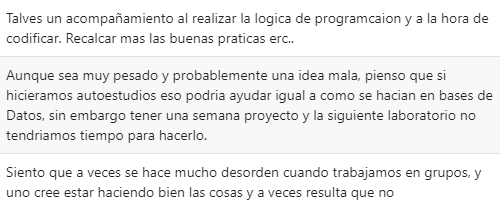 Talves un acompañamiento al realizar la logica de programcaion y a la hora de
codificar. Recalcar mas las buenas praticas erc..
Aunque sea muy pesado y probablemente una idea mala, pienso que si
hicieramos autoestudios eso podria ayudar igual a como se hacian en bases de
Datos, sin embargo tener una semana proyecto y la siguiente laboratorio no
tendriamos tiempo para hacerlo.
Siento que a veces se hace mucho desorden cuando trabajamos en grupos, y
uno cree estar haciendo bien las cosas y a veces resulta que no